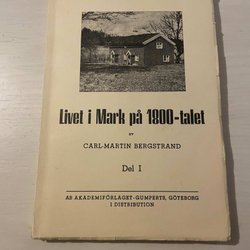 Livet i Mark på 1800-talet
AV
CARL-MARTIN BERGSTRAND
Del I
AB AKADEMIFÖRLAGET-GUMPERTS, GÖTEBORG
I DISTRIBUTION